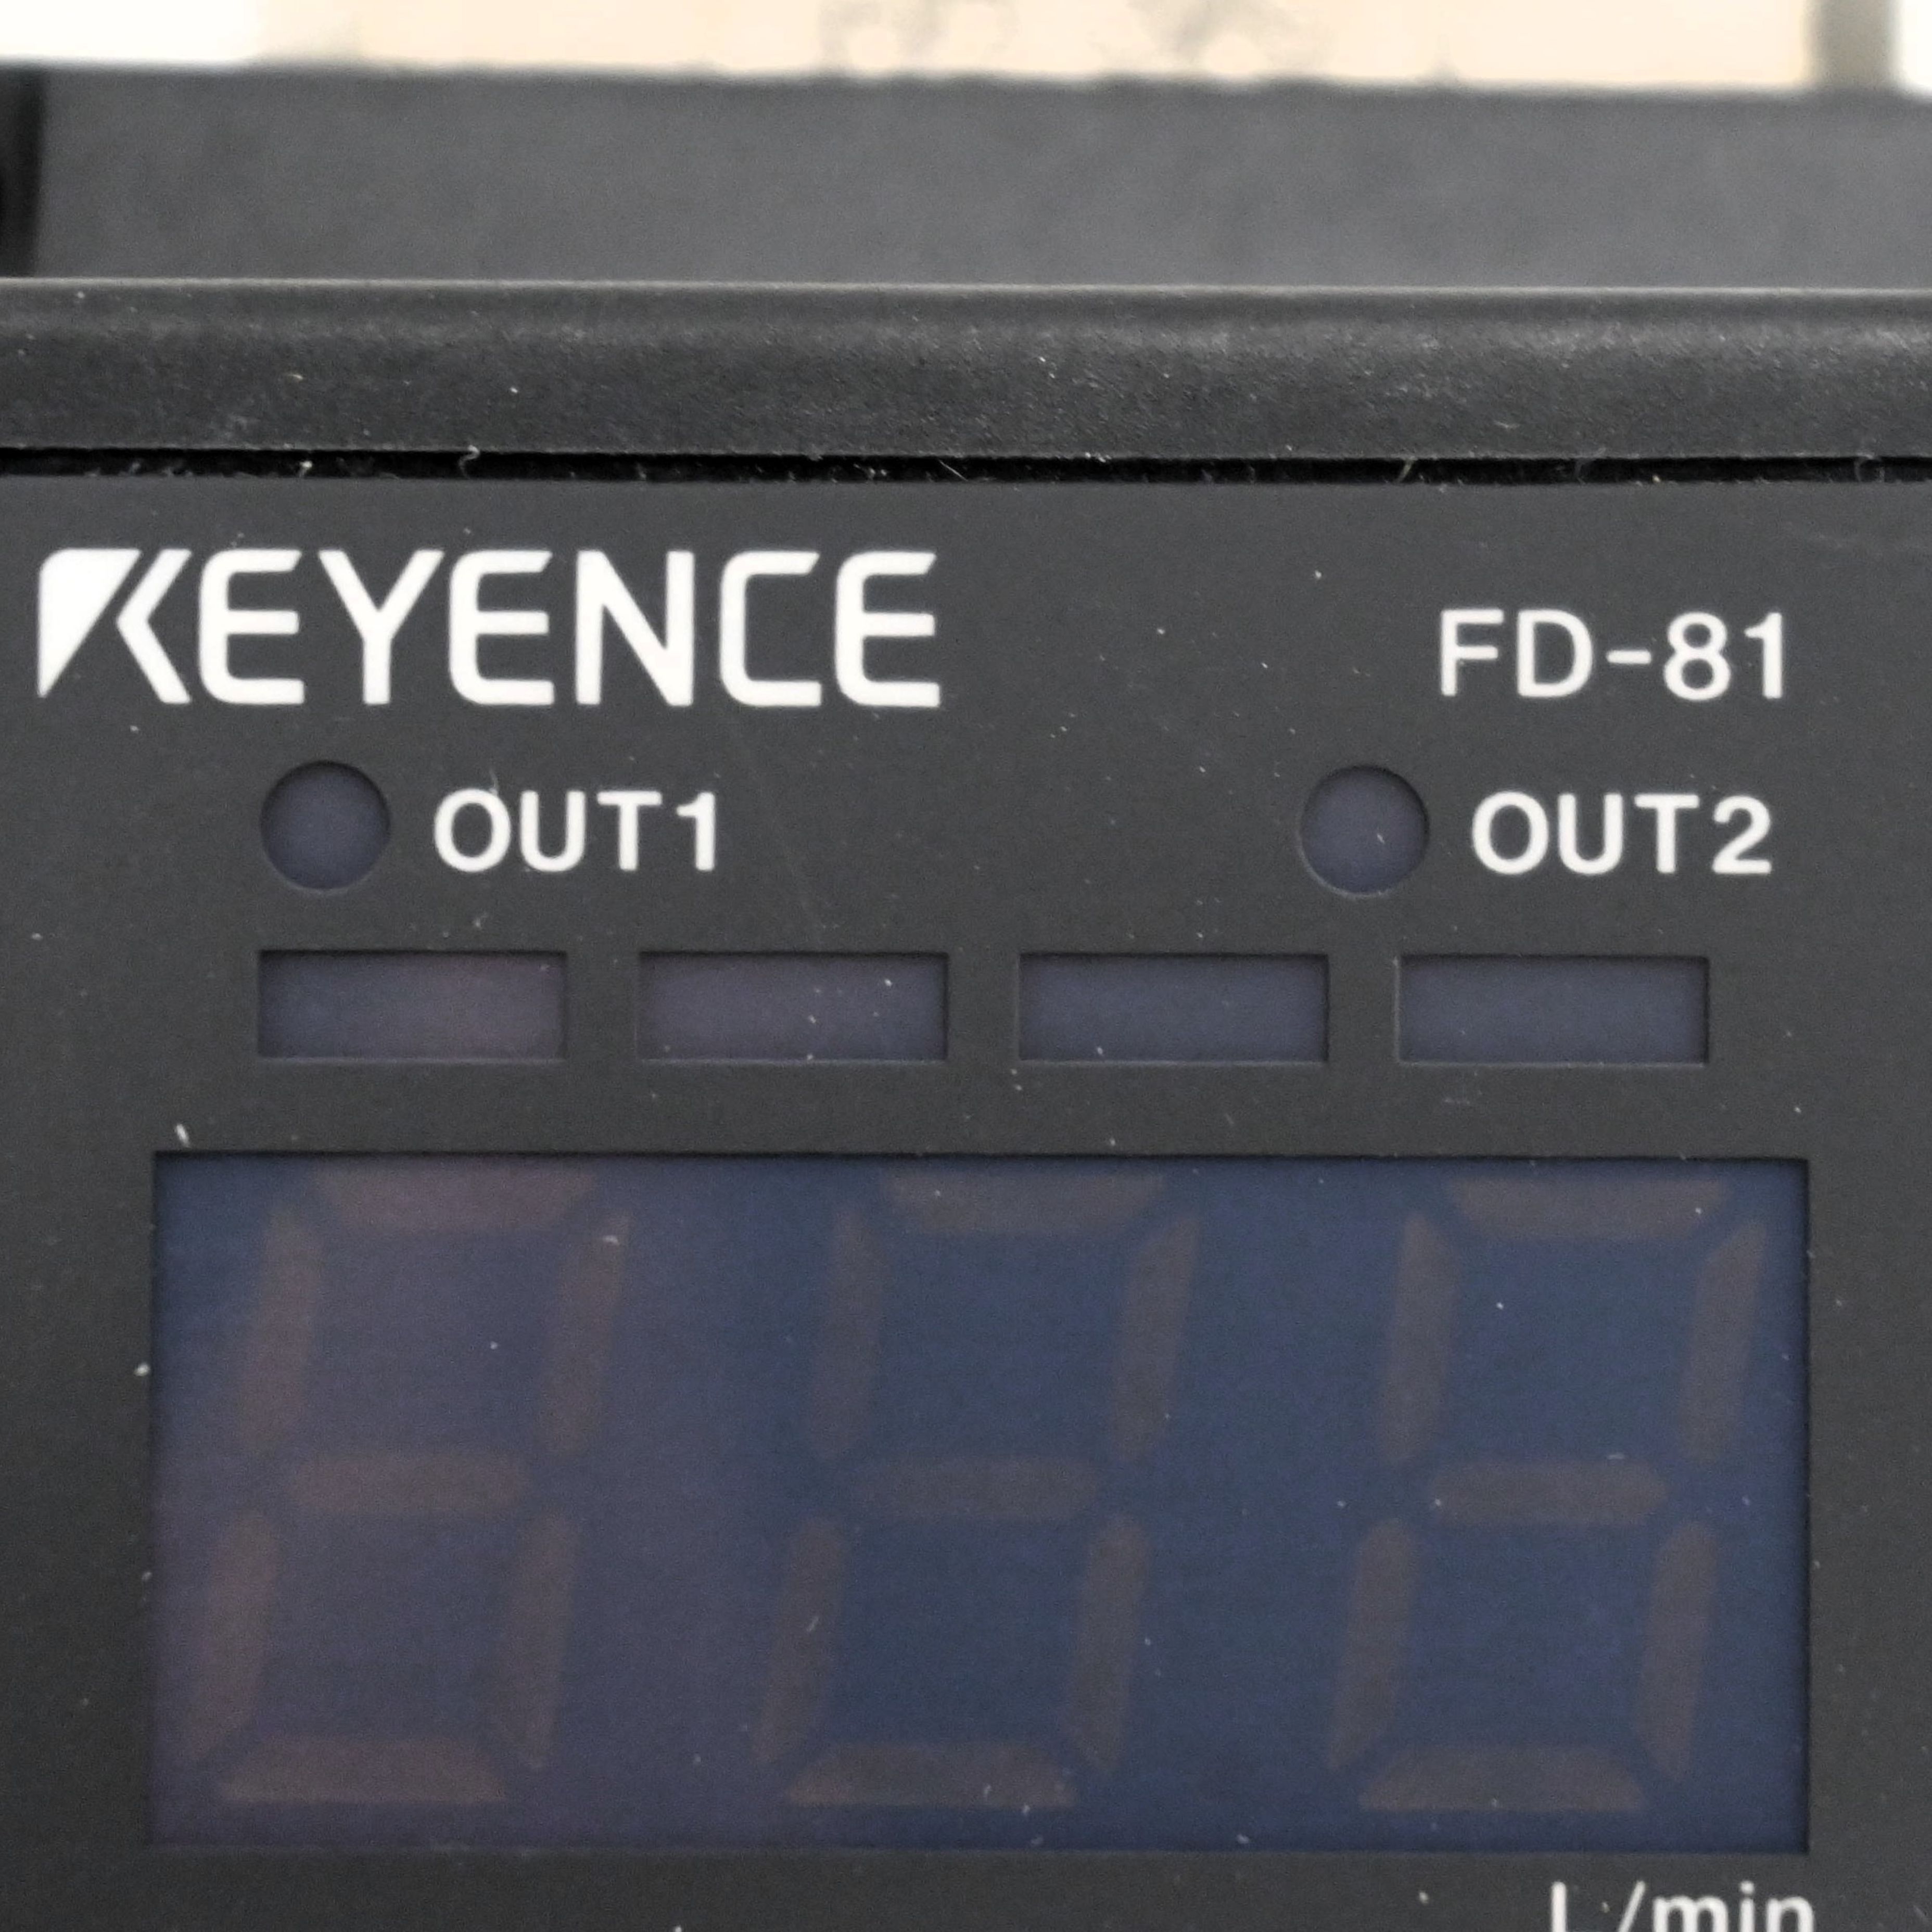 KEYENCE FD-81
OUT1 OUT2
L/min